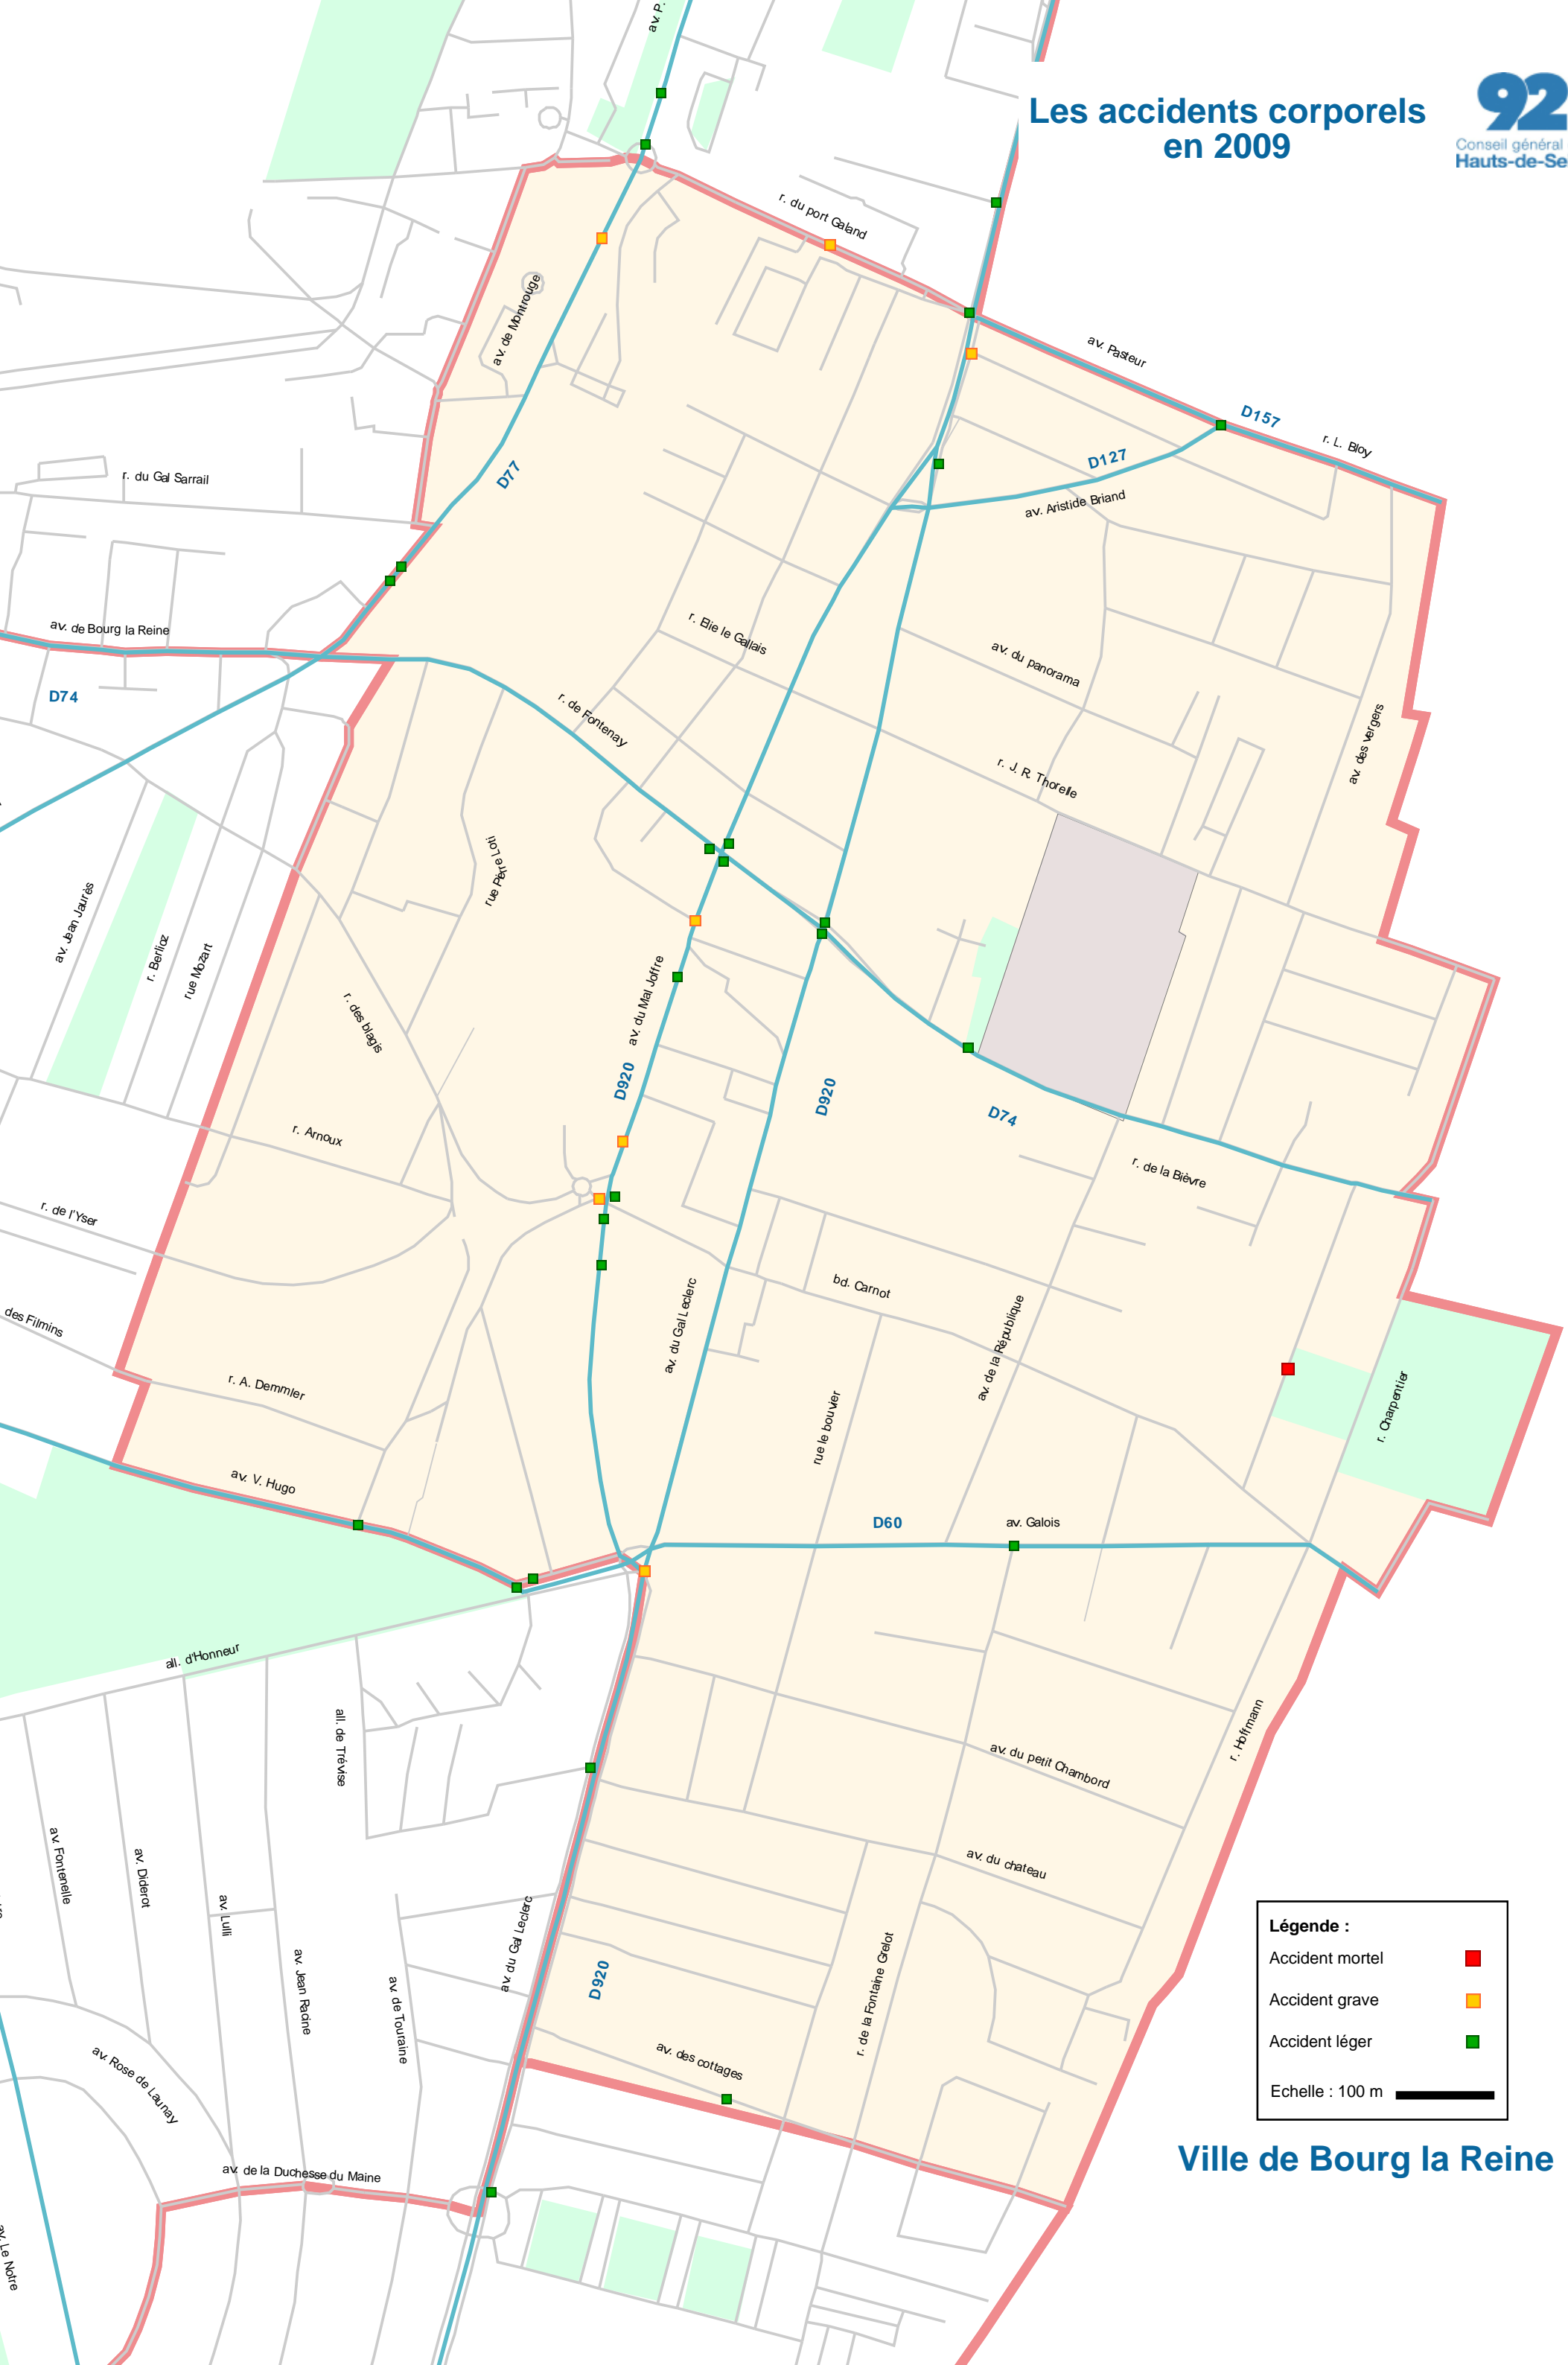 av. P.
Les accidents corporels
en 2009
92
Conseil général
Hauts-de-Se
r. du port Galand
av. de Montrouge
av. Pasteur
D157
r. L. Bloy
D127
av. Aristide Briand
D77
r. du Gal Sarrail
av. de Bourg la Reine
D74
r. Elie le Gallais
av. du panorama
r. de Fontenay
av. des vergers
r. J. R. Thorelle
rue Pierre Loti
av. Jean Jaurès
r. Berlioz
rue Mozart
r. des blagis
av. du Mal Joffre
D920
D920
D74
r. Arnoux
r. de la Bièvre
r. de l'Yser
bd. Carnot
des Filmins
av. du Gal Leclerc
av. de la République
r. A. Demmler
rue le bouvier
r. Charpentier
av. V. Hugo
D60
av. Galois
all. d'Honneur
all. de Trévise
r. Hoffmann
av. du petit Chambord
av. Fontenelle
av. Diderot
av. Lulli
av. du chateau
av. Jean Racine
av. de Touraine
av. du Gal Leclerc
D920
r. de la Fontaine Grelot
av. des cottages
av. Rose de Launay
av. de la Duchesse du Maine
av. Le Notre
Légende :
Accident mortel
Accident grave
Accident léger
Echelle : 100 m
Ville de Bourg la Reine